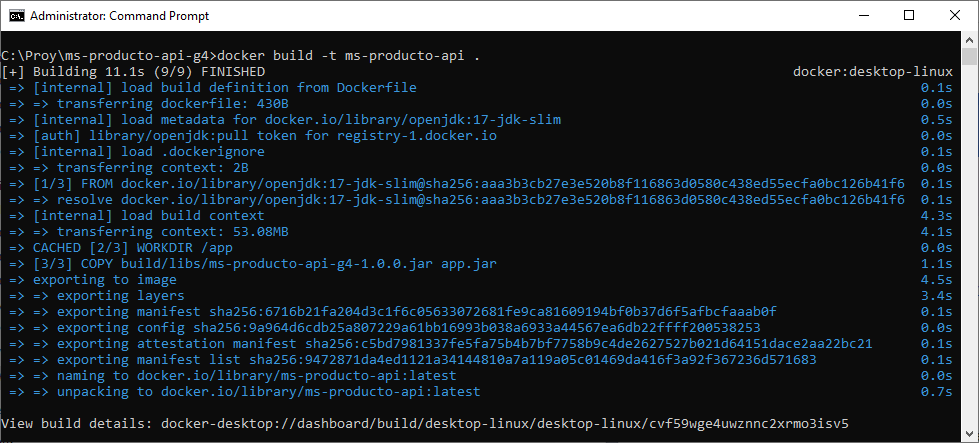 Administrator: Command Prompt
C:\Proy\ms-producto-api-g4>docker build -t ms-producto-api .
[+] Building 11.1s (9/9) FINISHED docker:desktop-linux
=> [internal] load build definition from Dockerfile 0.1s
=> => transferring dockerfile: 430B 0.0s
=> [internal] load metadata for docker.io/library/openjdk:17-jdk-slim 0.5s
=> [auth] library/openjdk:pull token for registry-1.docker.io 0.0s
=> [internal] load .dockerignore 0.1s
=> => transferring context: 2B 0.0s
=> [1/3] FROM docker.io/library/openjdk:17-jdk-slim@sha256:aaa3b3cb27e3e520b8f116863d0580c438ed55ecfa0bc126b41f6 0.1s
=> => resolve docker.io/library/openjdk:17-jdk-slim@sha256:aaa3b3cb27e3e520b8f116863d0580c438ed55ecfa0bc126b41f6 0.1s
=> [internal] load build context 4.3s
=> => transferring context: 53.08MB 4.1s
=> CACHED [2/3] WORKDIR /app 0.0s
=> [3/3] COPY build/libs/ms-producto-api-g4-1.0.0.jar app.jar 1.1s
=> exporting to image 4.5s
=> => exporting layers 3.4s
=> => exporting manifest sha256:6716b21fa204d3c1f6c05633072681fe9ca81609194bf0b37d6f5afbcfaaab0f 0.1s
=> => exporting config sha256:9a964d6cdb25a807229a61bb16993b038a6933a44567ea6db22ffff200538253 0.0s
=> => exporting attestation manifest sha256:c5bd7981337fe5fa75b4b7bf7758b9c4de2627527b021d64151dace2aa22bc21 0.1s
=> => exporting manifest list sha256:9472871da4ed1121a34144810a7a119a05c01469da416f3a92f367236d571683 0.1s
=> => naming to docker.io/library/ms-producto-api:latest 0.0s
=> => unpacking to docker.io/library/ms-producto-api:latest 0.7s
View build details: docker-desktop://dashboard/build/desktop-linux/desktop-linux/cvf59wge4uwznnc2xrmo3isv5